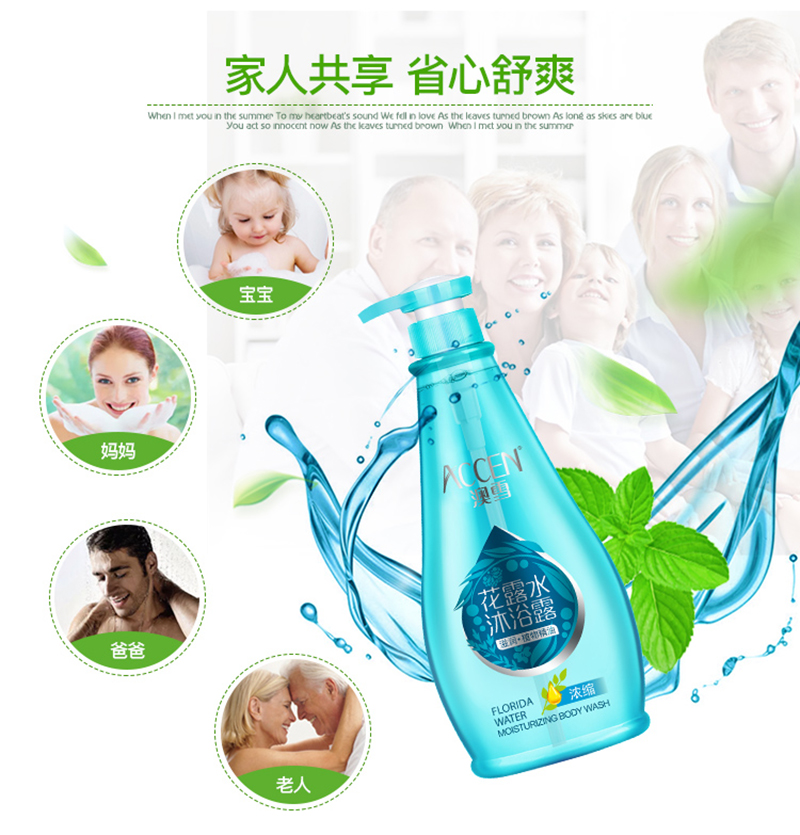 家人共享 省心舒爽
When I met you in the summer To my heartbeat's sound We fell in love As the leaves turned brown As long as skies are blue
You act so innocent now As the leaves turned brown When I met you in the summer
宝宝
妈妈
爸爸
老人
ACCEN®
澳雪
花露水
沐浴露
滋润·植物精油
浓缩
FLORIDA
WATER
MOISTURIZING BODY WASH